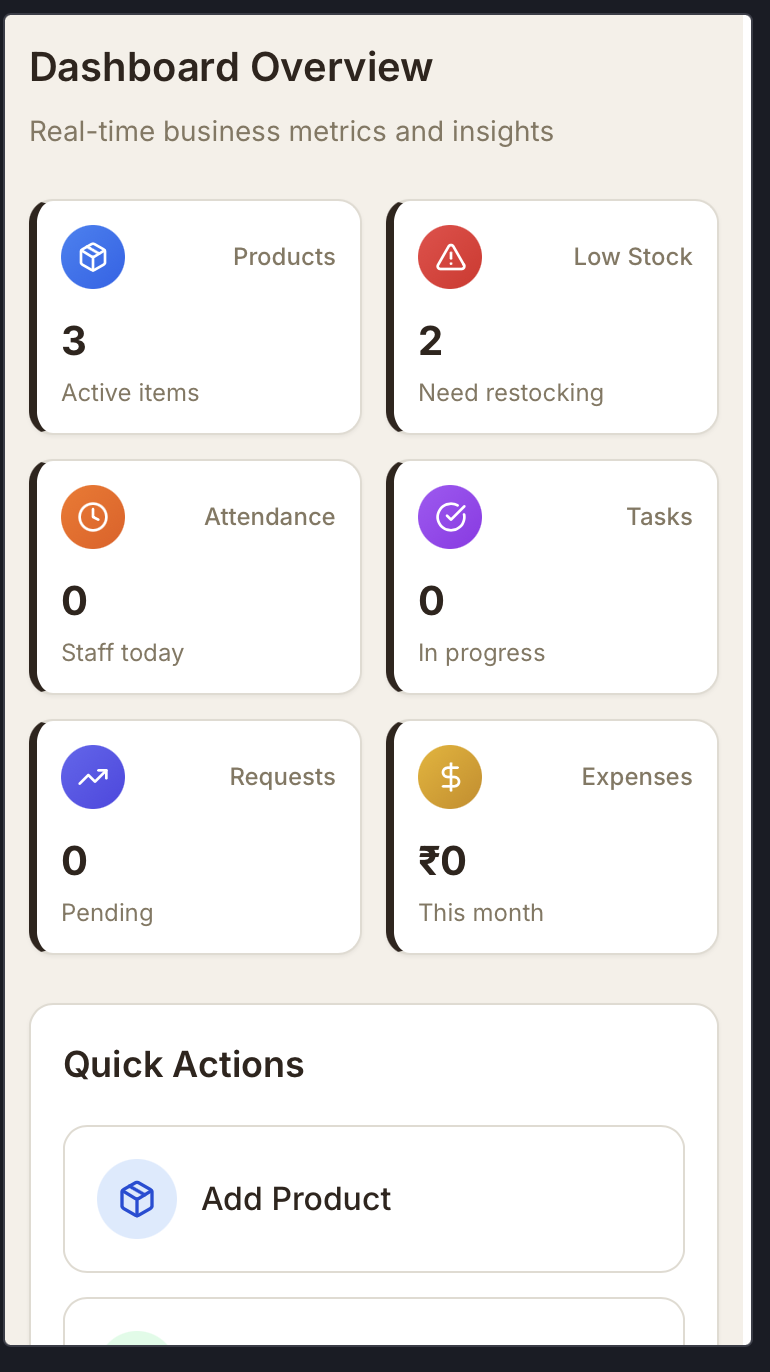 Dashboard Overview
Real-time business metrics and insights
Products
3
Active items
Low Stock
2
Need restocking
Attendance
0
Staff today
Tasks
0
In progress
Requests
0
Pending
Expenses
₹0
This month
Quick Actions
Add Product